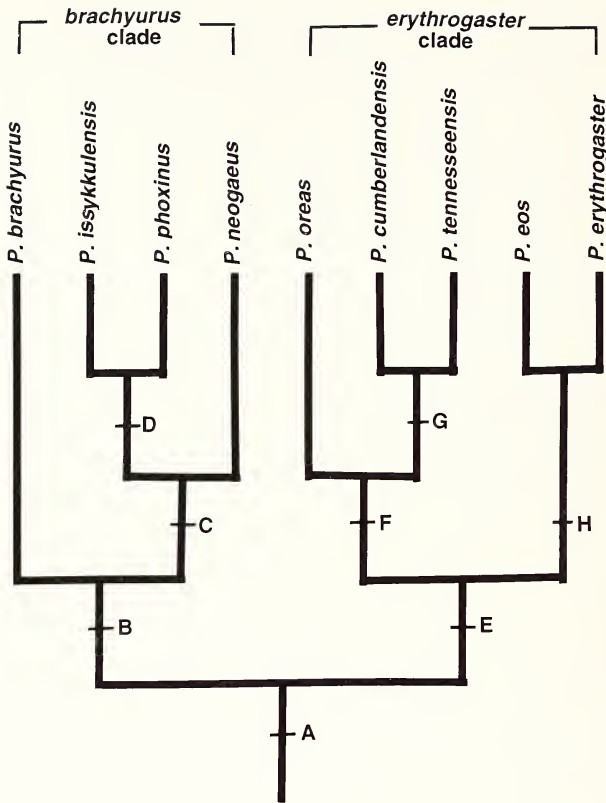 brachyurus
clade
erythrogaster
clade
P. brachyurus
P. issykkulensis
P. phoxinus
P. neogaeus
P. oreas
P. cumberlandensis
P. tennesseensis
P. eos
P. erythrogaster
D
G
C
F
H
B
E
A